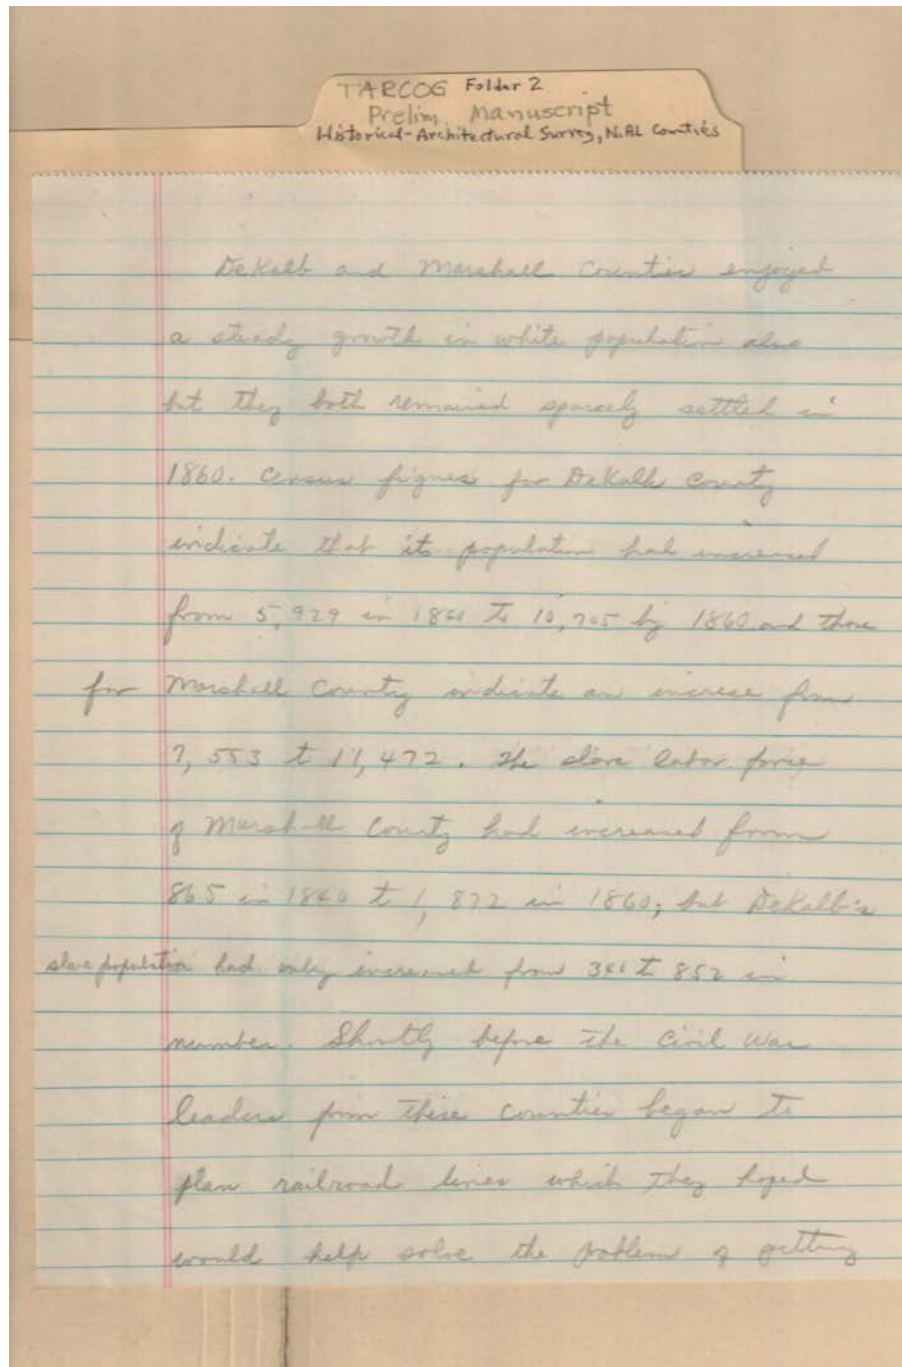 TARCOG Folder 2
Prelim. Manuscript
Historical-Architectural Survey, N. AL Counties
DeKalb and Marshall Counties enjoyed
a steady growth in white population also
but they both remained sparcely settled in
1860. Census figures for DeKalb County
indicate that its population had increased
from 5,929 in 1840 to 10,705 by 1860 and those
for Marshall County indicate an increse from
7,553 to 11,472. The slave labor force
of Marshall County had increased from
865 in 1840 to 1,872 in 1860; but DeKalb's
slave population had only increased from 341 to 852 in
number. Shortly before the Civil War
leaders from these counties began to
plan railroad lines which they hoped
would help solve the problem of getting